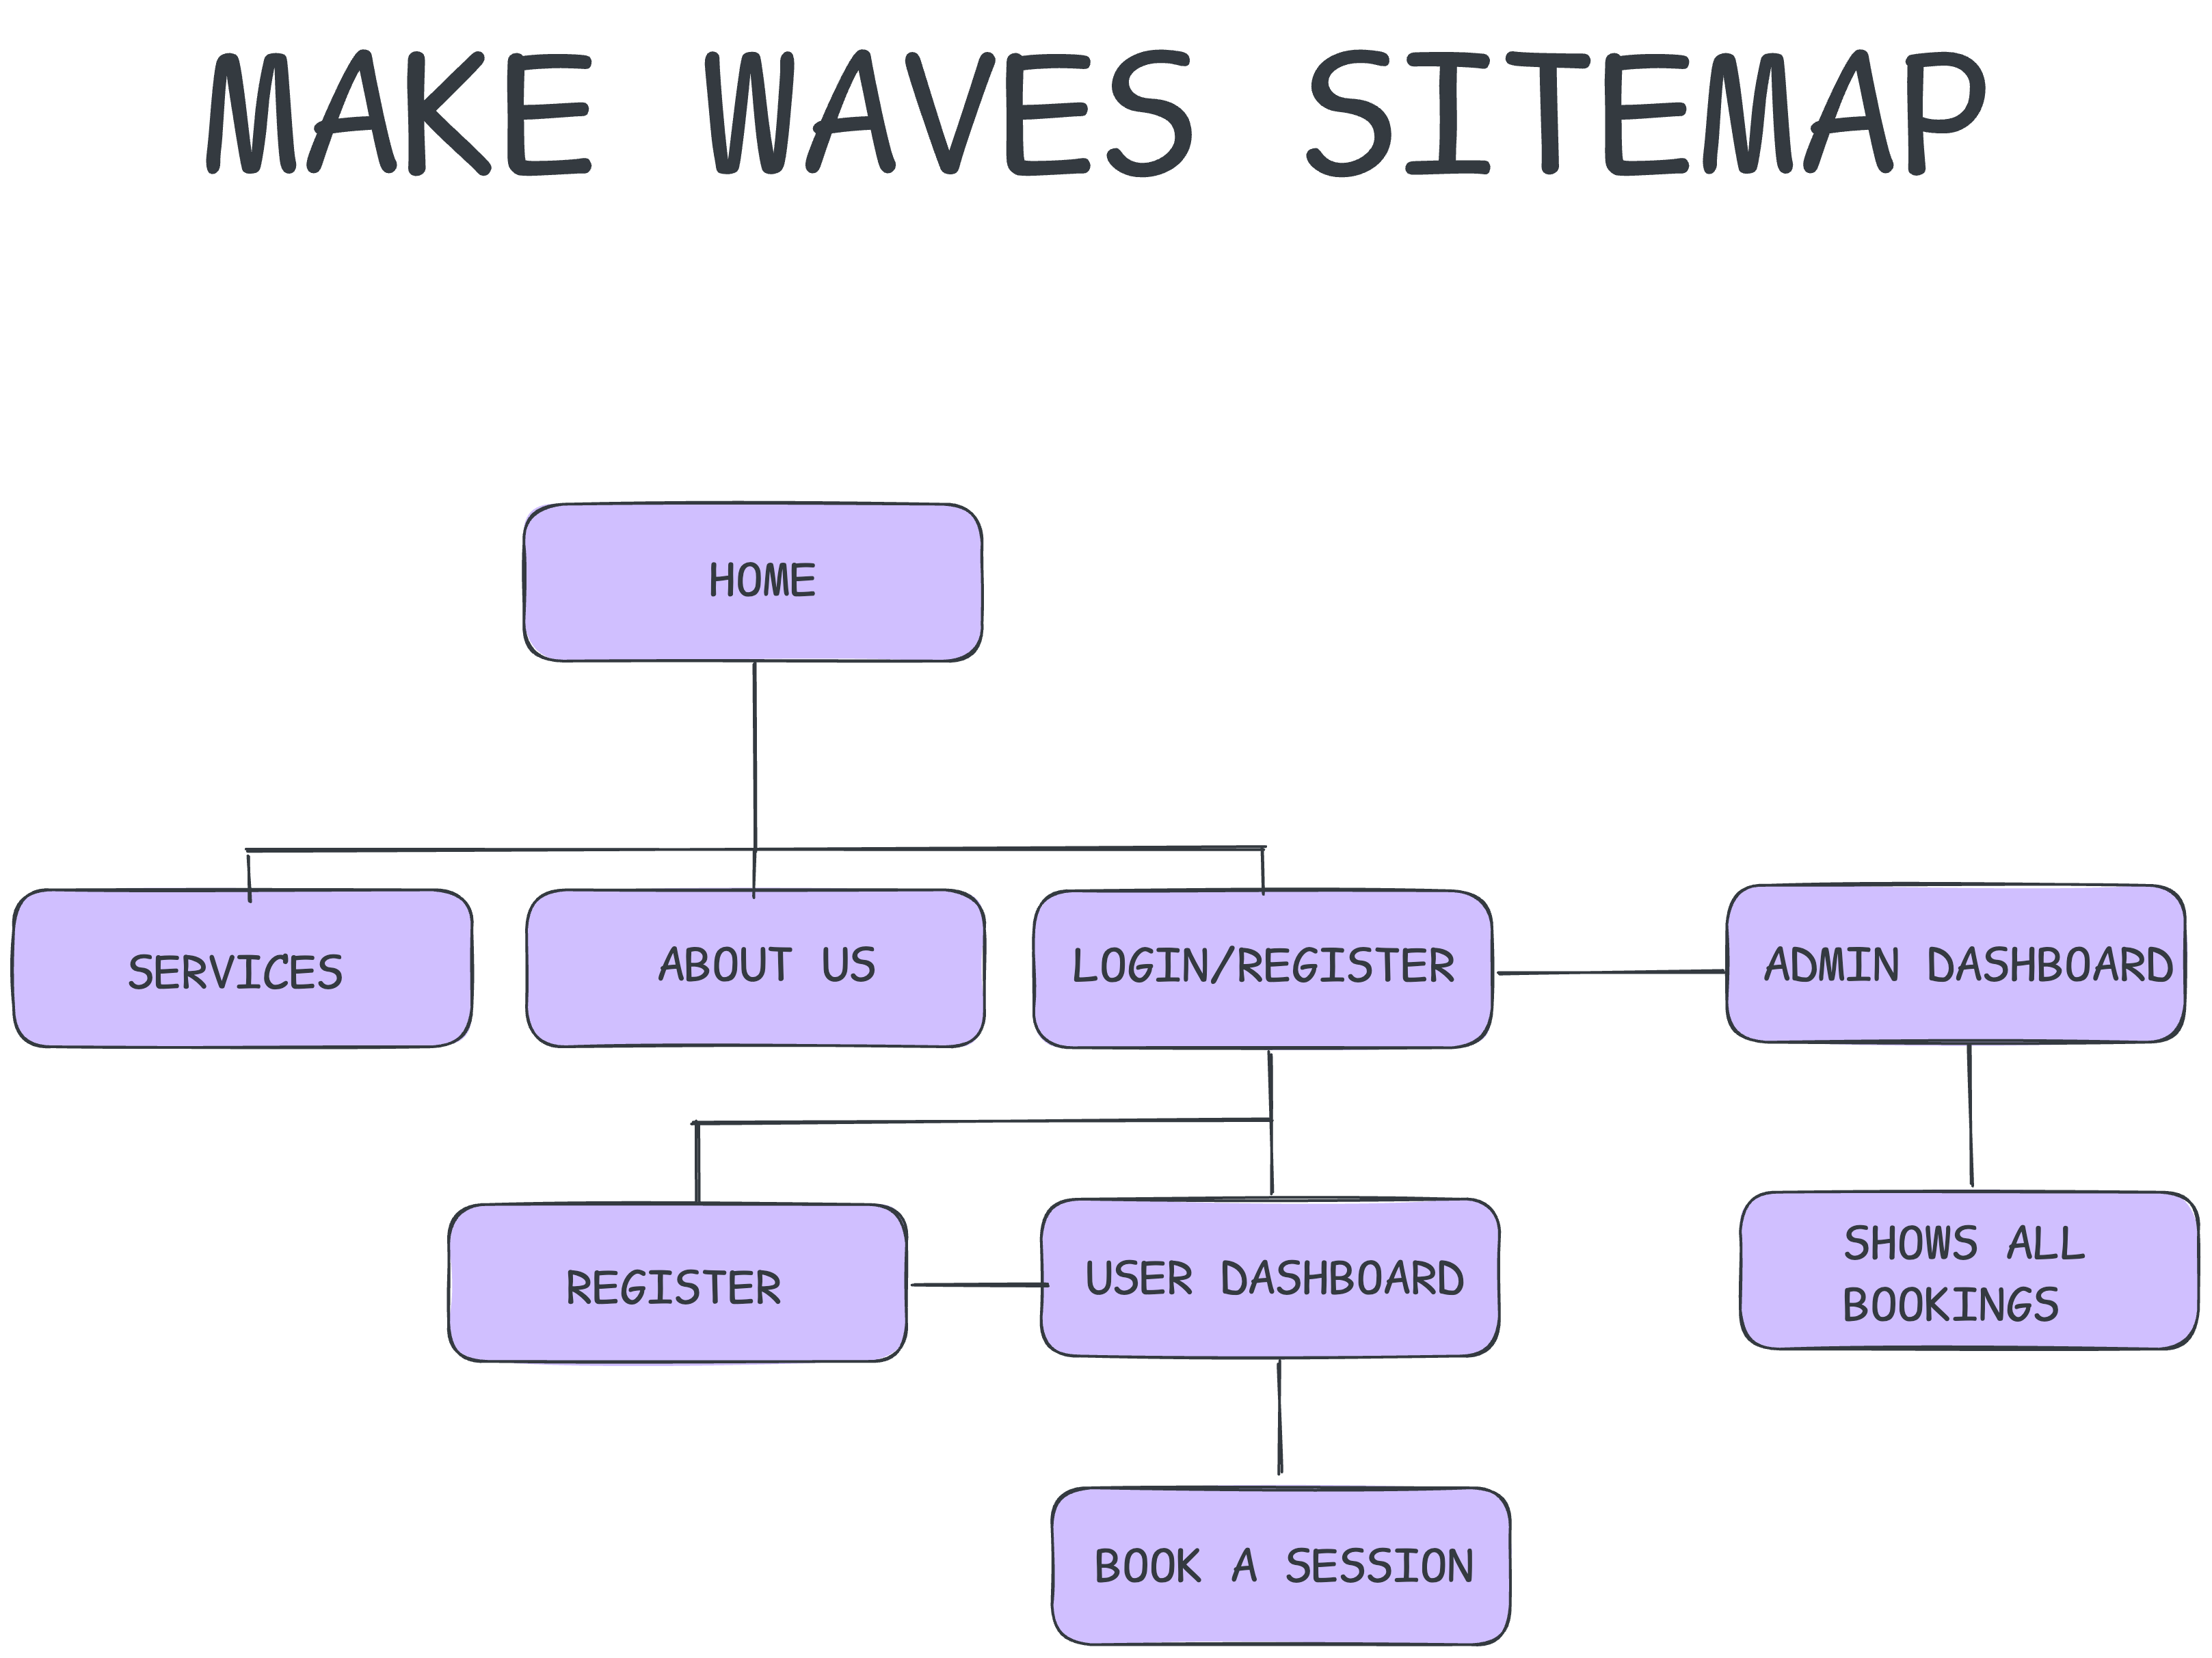 MAKE WAVES SITEMAP
HOME
SERVICES
ABOUT US
LOGIN/REGISTER
ADMIN DASHBOARD
REGISTER
USER DASHBOARD
SHOWS ALL
BOOKINGS
BOOK A SESSION